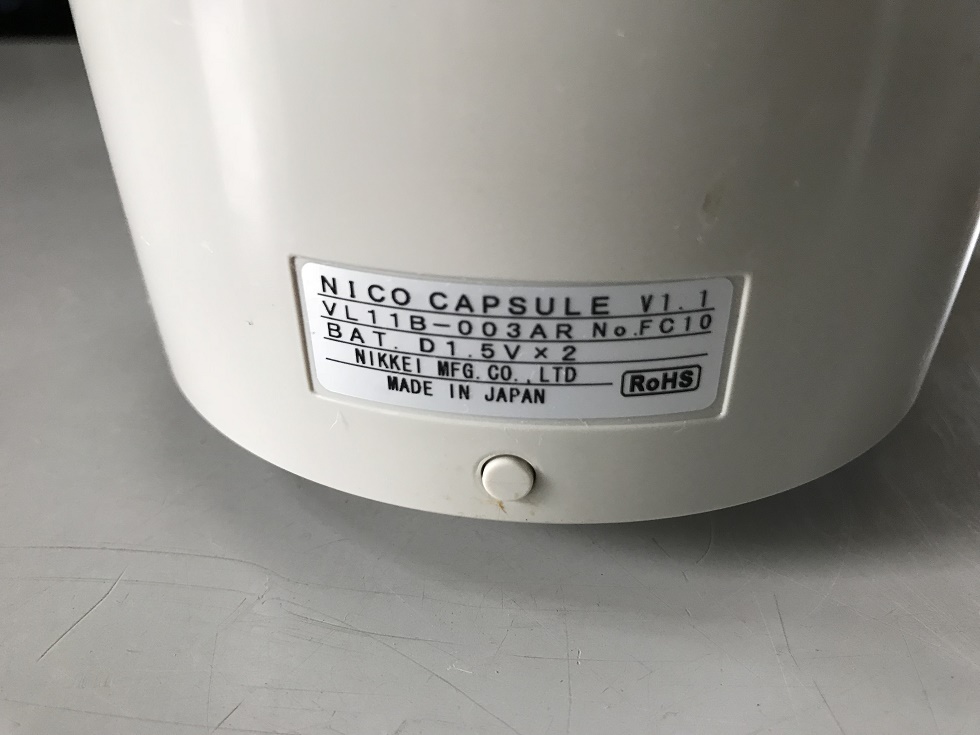 NICO CAPSULE V1.1
VL11B-003AR No.FC10
BAT. D1.5V×2
NIKKEI MFG.CO.,LTD
MADE IN JAPAN
RoHS